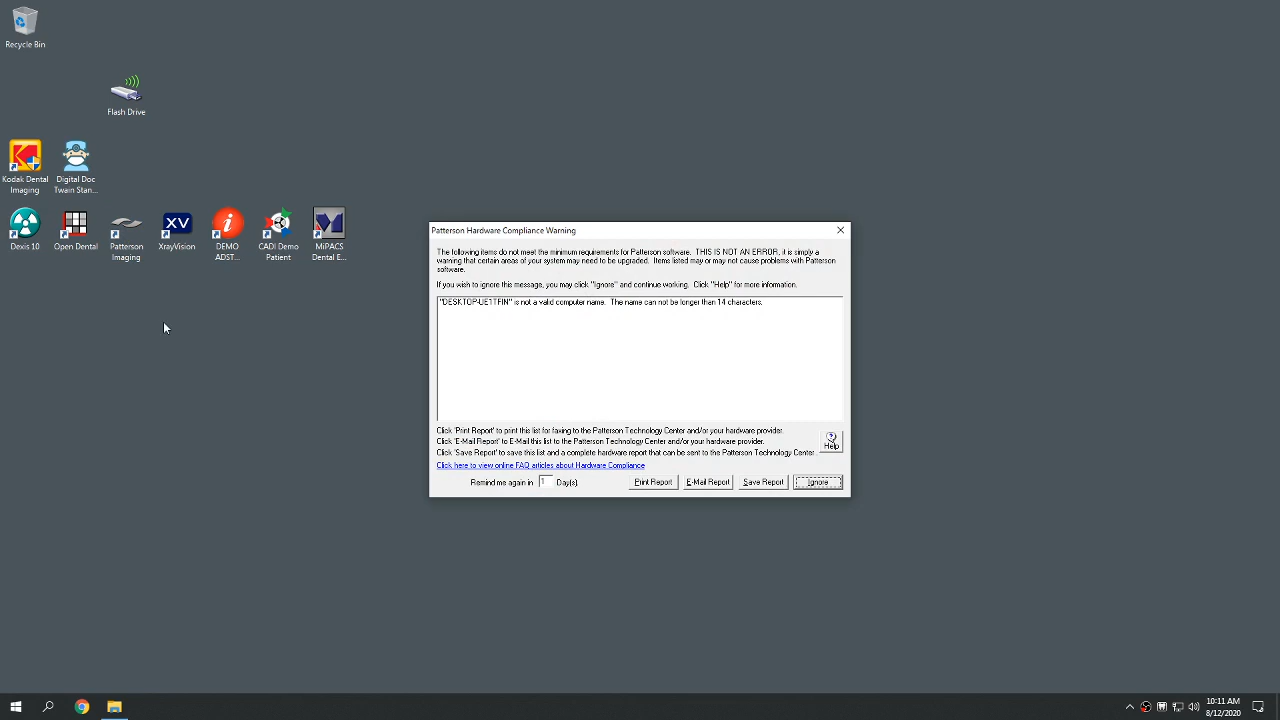 Recycle Bin
Flash Drive
Kodak Dental
Imaging
Digital Doc
Twain Stan...
Dexis 10
Open Dental
Patterson
Imaging
XV
XrayVision
DEMO
ADST...
CADI Demo
Patient
MiPACS
Dental E...
Patterson Hardware Compliance Warning
The following items do not meet the minimum requirements for Patterson software. THIS IS NOT AN ERROR, it is simply a
warning that certain areas of your system may need to be upgraded. Items listed may or may not cause problems with Patterson
software.
If you wish to ignore this message, you may click "Ignore" and continue working. Click "Help" for more information.
"DESKTOP-UE1TFIN" is not a valid computer name. The name can not be longer than 14 characters.
Click 'Print Report' to print this list for faxing to the Patterson Technology Center and/or your hardware provider.
Click 'E-Mail Report' to E-Mail this list to the Patterson Technology Center and/or your hardware provider.
Click 'Save Report' to save this list and a complete hardware report that can be sent to the Patterson Technology Center.
Help
Click here to view online FAQ articles about Hardware Compliance
Remind me again in 1 Day(s).
Print Report
E-Mail Report
Save Report
Ignore
10:11 AM
8/12/2020